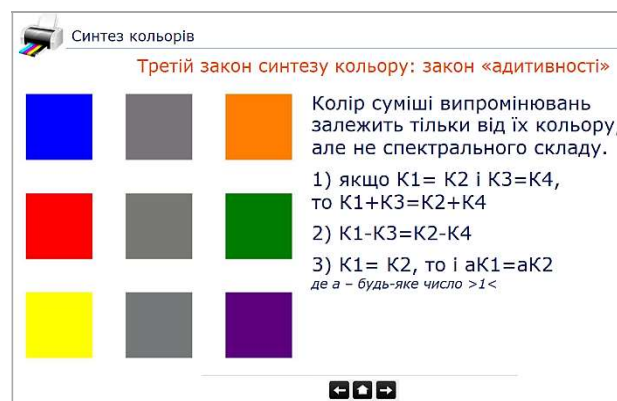 Синтез кольорів
Третій закон синтезу кольору: закон «адитивності»
Колір суміші випромінювань
залежить тільки від їх кольору,
але не спектрального складу.
1) якщо К1= К2 і К3=К4,
то К1+К3=К2+К4
2) К1-К3=К2-К4
3) К1= К2, то і аК1=аК2
де а – будь-яке число >1<